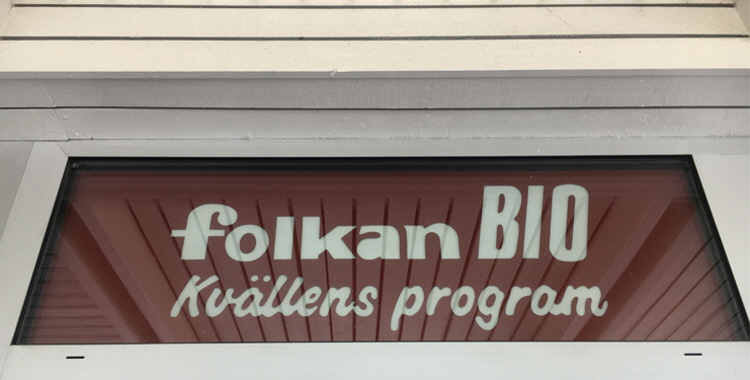 folkan BIO
Kvällens program